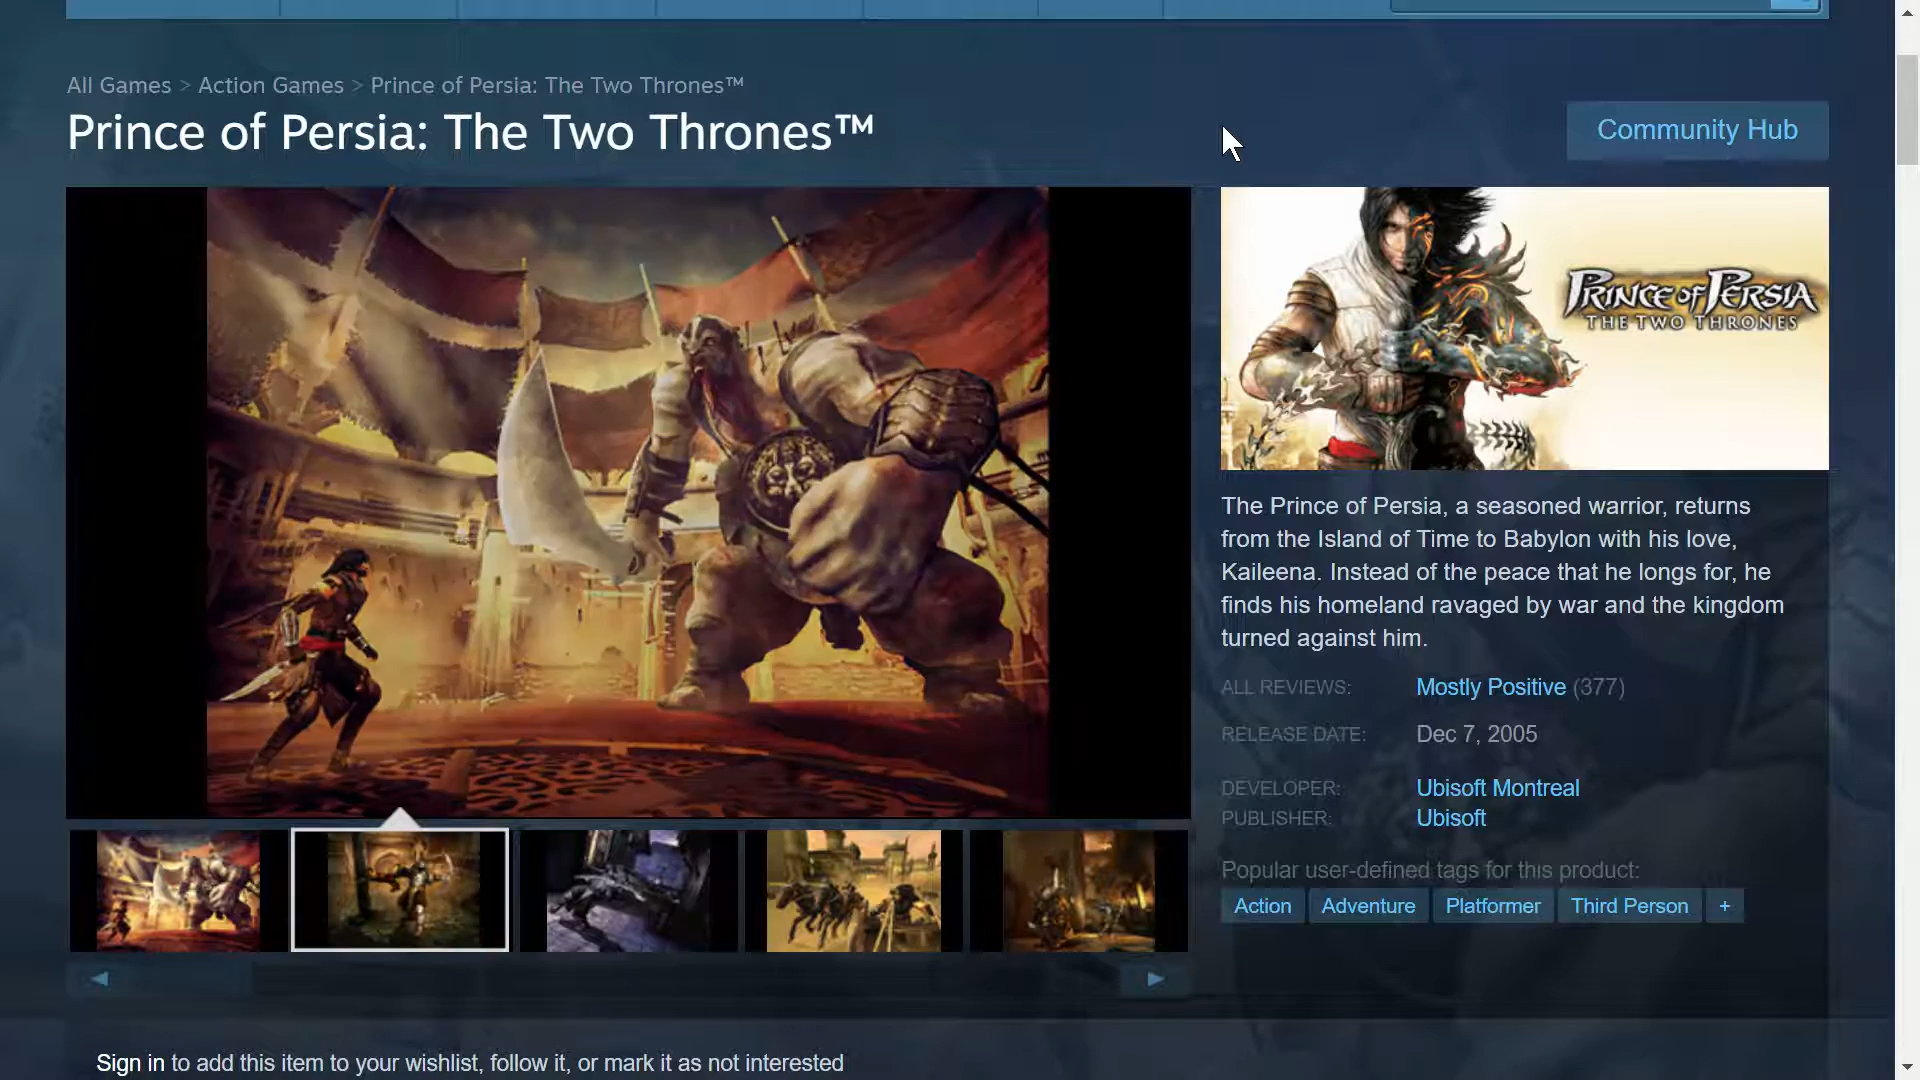 All Games > Action Games > Prince of Persia: The Two Thrones™
Prince of Persia: The Two Thrones™
Community Hub
PRINCE OF PERSIA
THE TWO THRONES
The Prince of Persia, a seasoned warrior, returns
from the Island of Time to Babylon with his love,
Kaileena. Instead of the peace that he longs for, he
finds his homeland ravaged by war and the kingdom
turned against him.
ALL REVIEWS: Mostly Positive (377)
RELEASE DATE: Dec 7, 2005
DEVELOPER: Ubisoft Montreal
PUBLISHER: Ubisoft
Popular user-defined tags for this product:
Action Adventure Platformer Third Person +
Sign in to add this item to your wishlist, follow it, or mark it as not interested